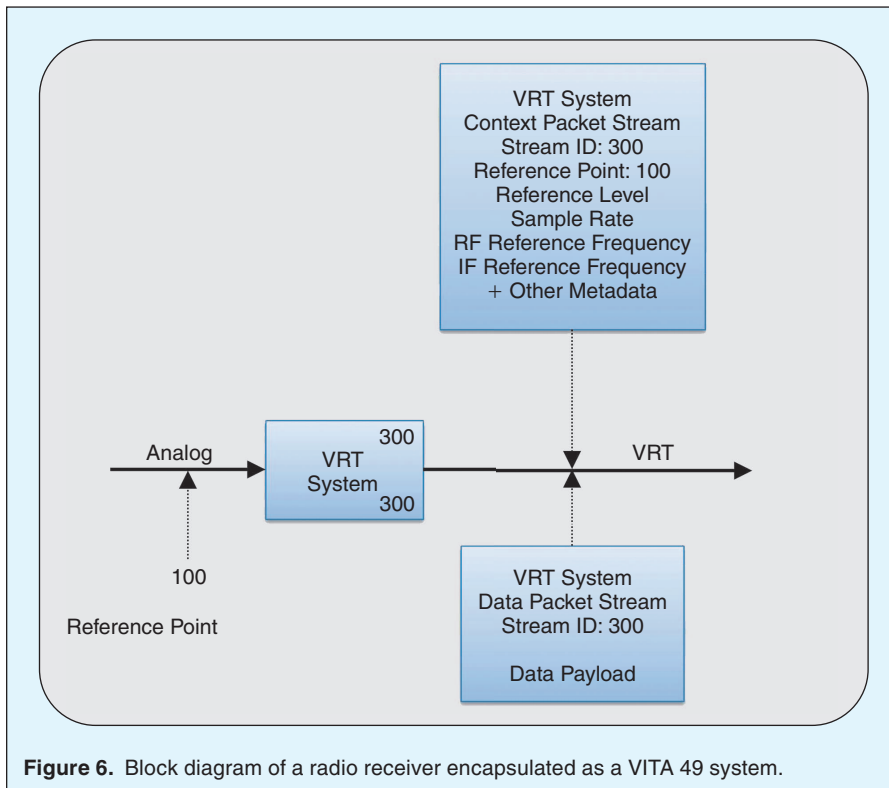 VRT System
Context Packet Stream
Stream ID: 300
Reference Point: 100
Reference Level
Sample Rate
RF Reference Frequency
IF Reference Frequency
+ Other Metadata
Analog
300
VRT
System
300
VRT
100
Reference Point
VRT System
Data Packet Stream
Stream ID: 300
Data Payload
Figure 6. Block diagram of a radio receiver encapsulated as a VITA 49 system.